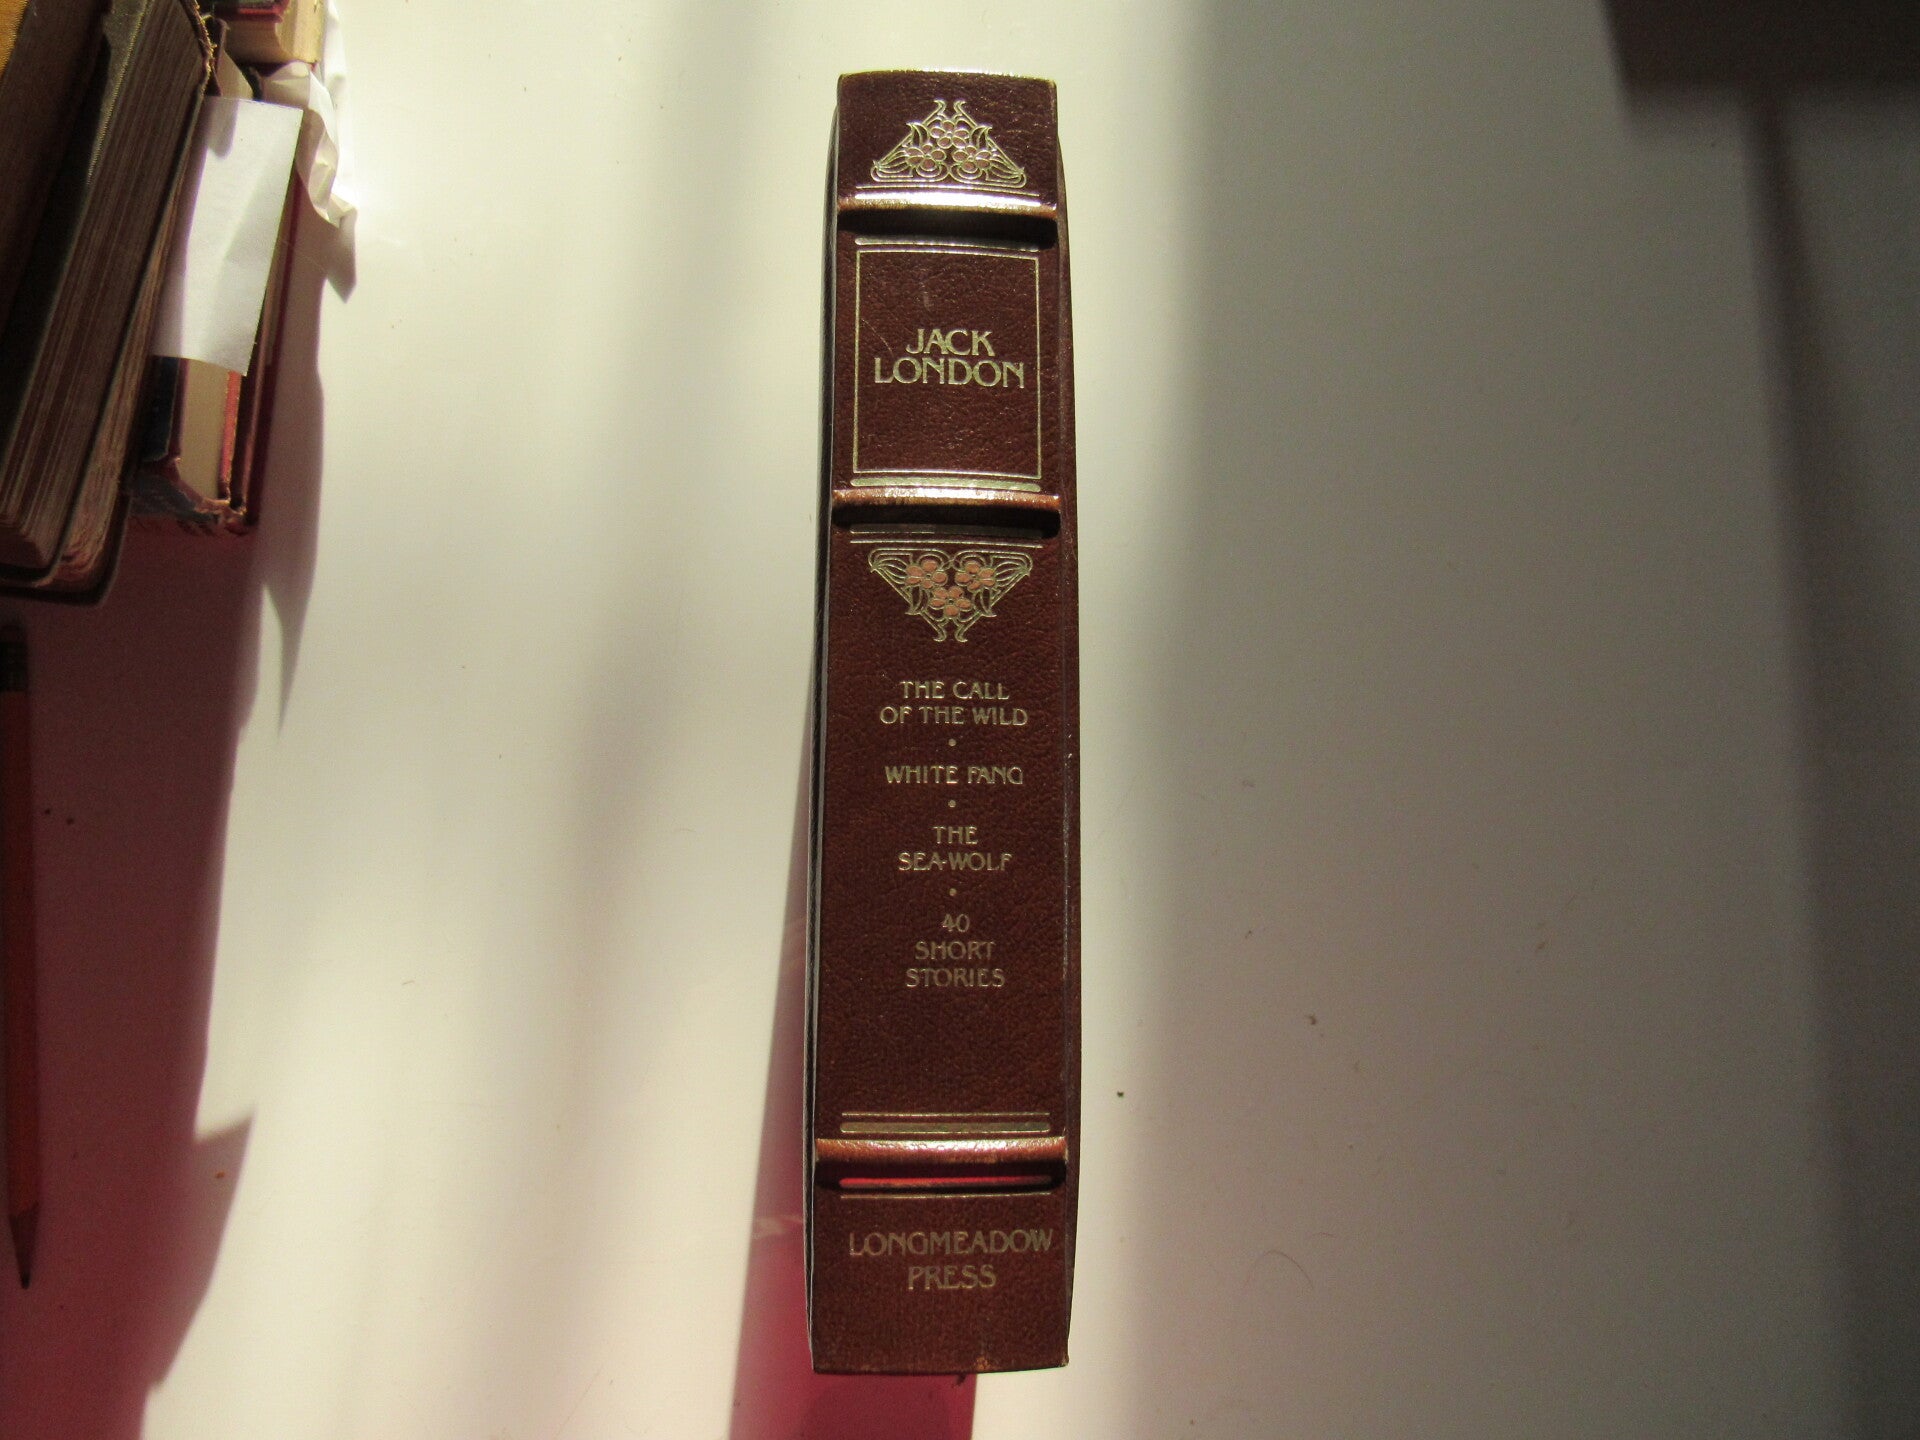 JACK
LONDON
THE CALL
OF THE WILD
WHITE FANG
THE
SEA-WOLF
40
SHORT
STORIES
LONGMEADOW
PRESS